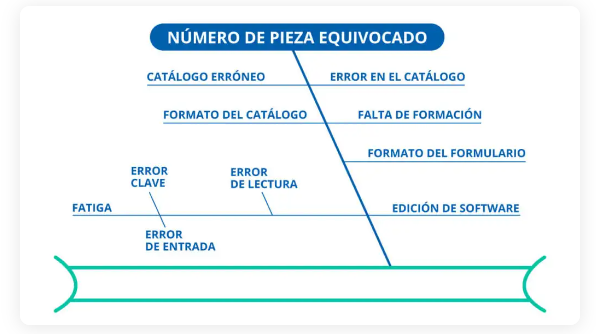 NÚMERO DE PIEZA EQUIVOCADO
CATÁLOGO ERRÓNEO
ERROR EN EL CATÁLOGO
FORMATO DEL CATÁLOGO
FALTA DE FORMACIÓN
FORMATO DEL FORMULARIO
ERROR
CLAVE
ERROR
DE LECTURA
FATIGA
EDICIÓN DE SOFTWARE
ERROR
DE ENTRADA